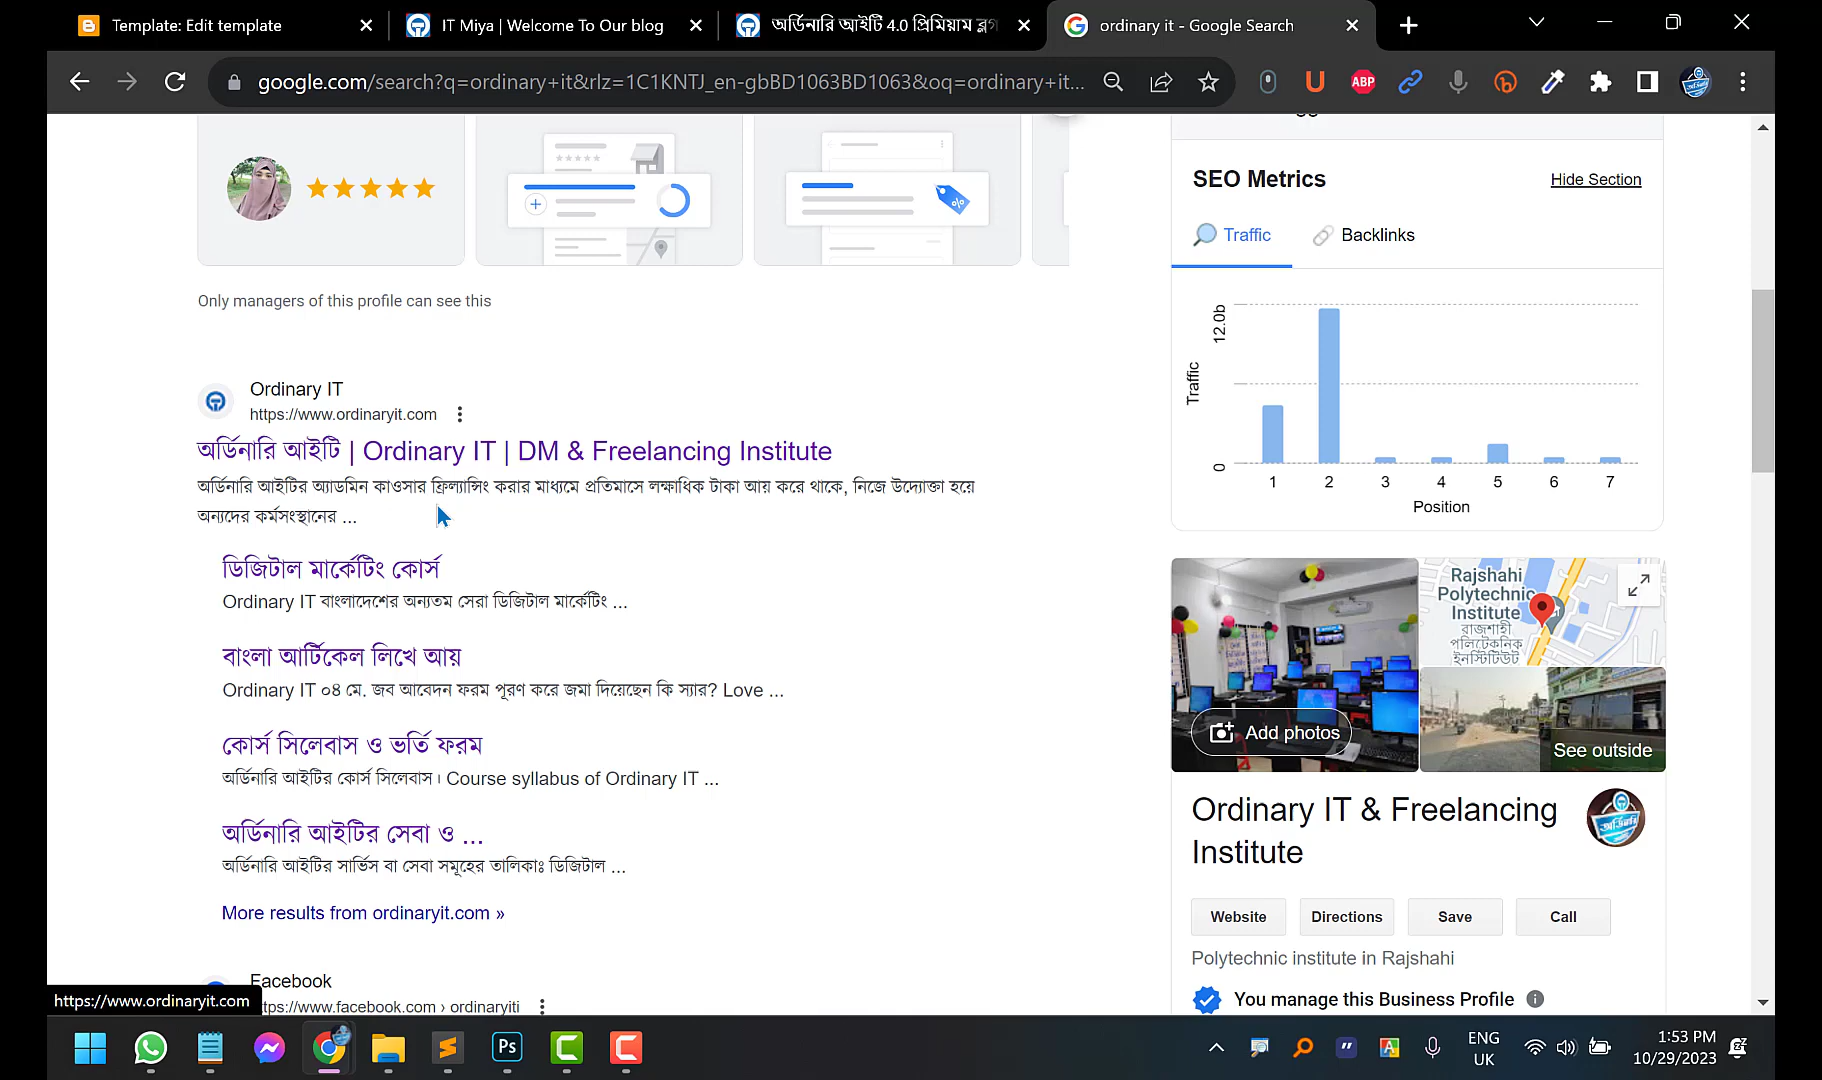 Template: Edit template
IT Miya | Welcome To Our blog
অর্ডিনারি আইটি 4.0 প্রিমিয়াম ব্লগ
ordinary it - Google Search
google.com/search?q=ordinary+it&rlz=1C1KNTJ_en-gbBD1063BD1063&oq=ordinary+it...
ABP
Only managers of this profile can see this
Ordinary IT
https://www.ordinaryit.com
অর্ডিনারি আইটি | Ordinary IT | DM & Freelancing Institute
অর্ডিনারি আইটির অ্যাডমিন কাওসার ফ্রিল্যান্সিং করার মাধ্যমে প্রতিমাসে লক্ষাধিক টাকা আয় করে থাকে, নিজে উদ্যোক্তা হয়ে
অন্যদের কর্মসংস্থানের ...
ডিজিটাল মার্কেটিং কোর্স
Ordinary IT বাংলাদেশের অন্যতম সেরা ডিজিটাল মার্কেটিং ...
বাংলা আর্টিকেল লিখে আয়
Ordinary IT ০৪ মে. জব আবেদন ফরম পূরণ করে জমা দিয়েছেন কি স্যার? Love ...
কোর্স সিলেবাস ও ভর্তি ফরম
অর্ডিনারি আইটির কোর্স সিলেবাস। Course syllabus of Ordinary IT ...
অর্ডিনারি আইটির সেবা ও ...
অর্ডিনারি আইটির সার্ভিস বা সেবা সমূহের তালিকাঃ ডিজিটাল ...
More results from ordinaryit.com »
Facebook
https://www.ordinaryit.com
tps://www.facebook.com › ordinaryiti
SEO Metrics
Hide Section
Traffic
Backlinks
12.0b
Traffic
0
1 2 3 4 5 6 7
Position
Rajshahi
Polytechnic
Institute
রাজশাহী
পলিটেকনিক
ইনস্টিটিউট
Add photos
See outside
Ordinary IT & Freelancing
Institute
Website
Directions
Save
Call
Polytechnic institute in Rajshahi
You manage this Business Profile
Ps
ENG
UK
1:53 PM
10/29/2023